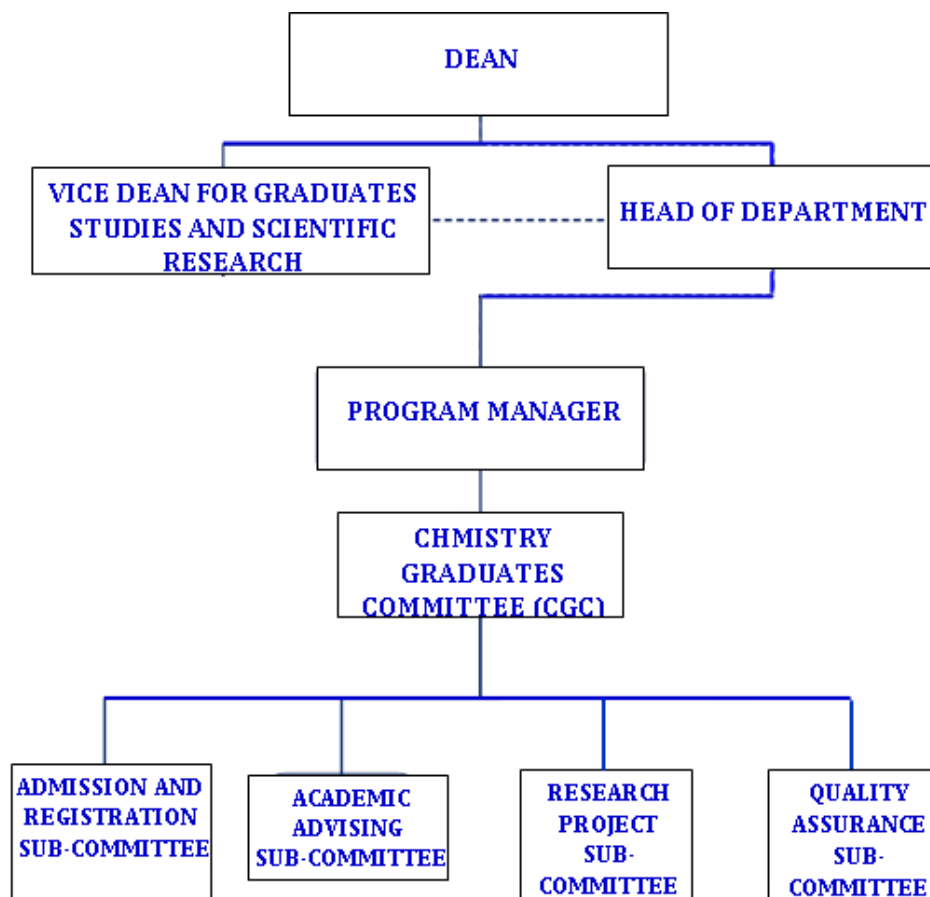 DEAN
VICE DEAN FOR GRADUATES
STUDIES AND SCIENTIFIC
RESEARCH
HEAD OF DEPARTMENT
PROGRAM MANAGER
CHMISTRY
GRADUATES
COMMITTEE (CGC)
ADMISSION AND
REGISTRATION
SUB-COMMITTEE
ACADEMIC
ADVISING
SUB-COMMITTEE
RESEARCH
PROJECT
SUB-
COMMITTEE
QUALITY
ASSURANCE
SUB-
COMMITTEE